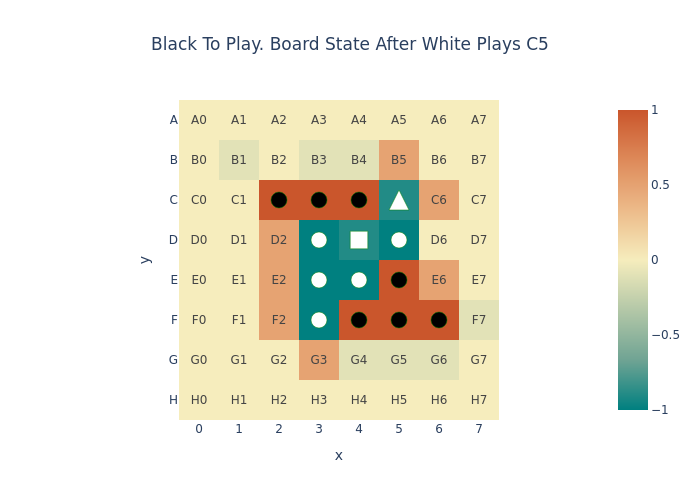 Black To Play. Board State After White Plays C5
A A0 A1 A2 A3 A4 A5 A6 A7
B B0 B1 B2 B3 B4 B5 B6 B7
C C0 C1 C6 C7
D D0 D1 D2 D6 D7
E E0 E1 E2 E6 E7
F F0 F1 F2 F7
G G0 G1 G2 G3 G4 G5 G6 G7
H H0 H1 H2 H3 H4 H5 H6 H7
0 1 2 3 4 5 6 7
x
y
1
0.5
0
−0.5
−1